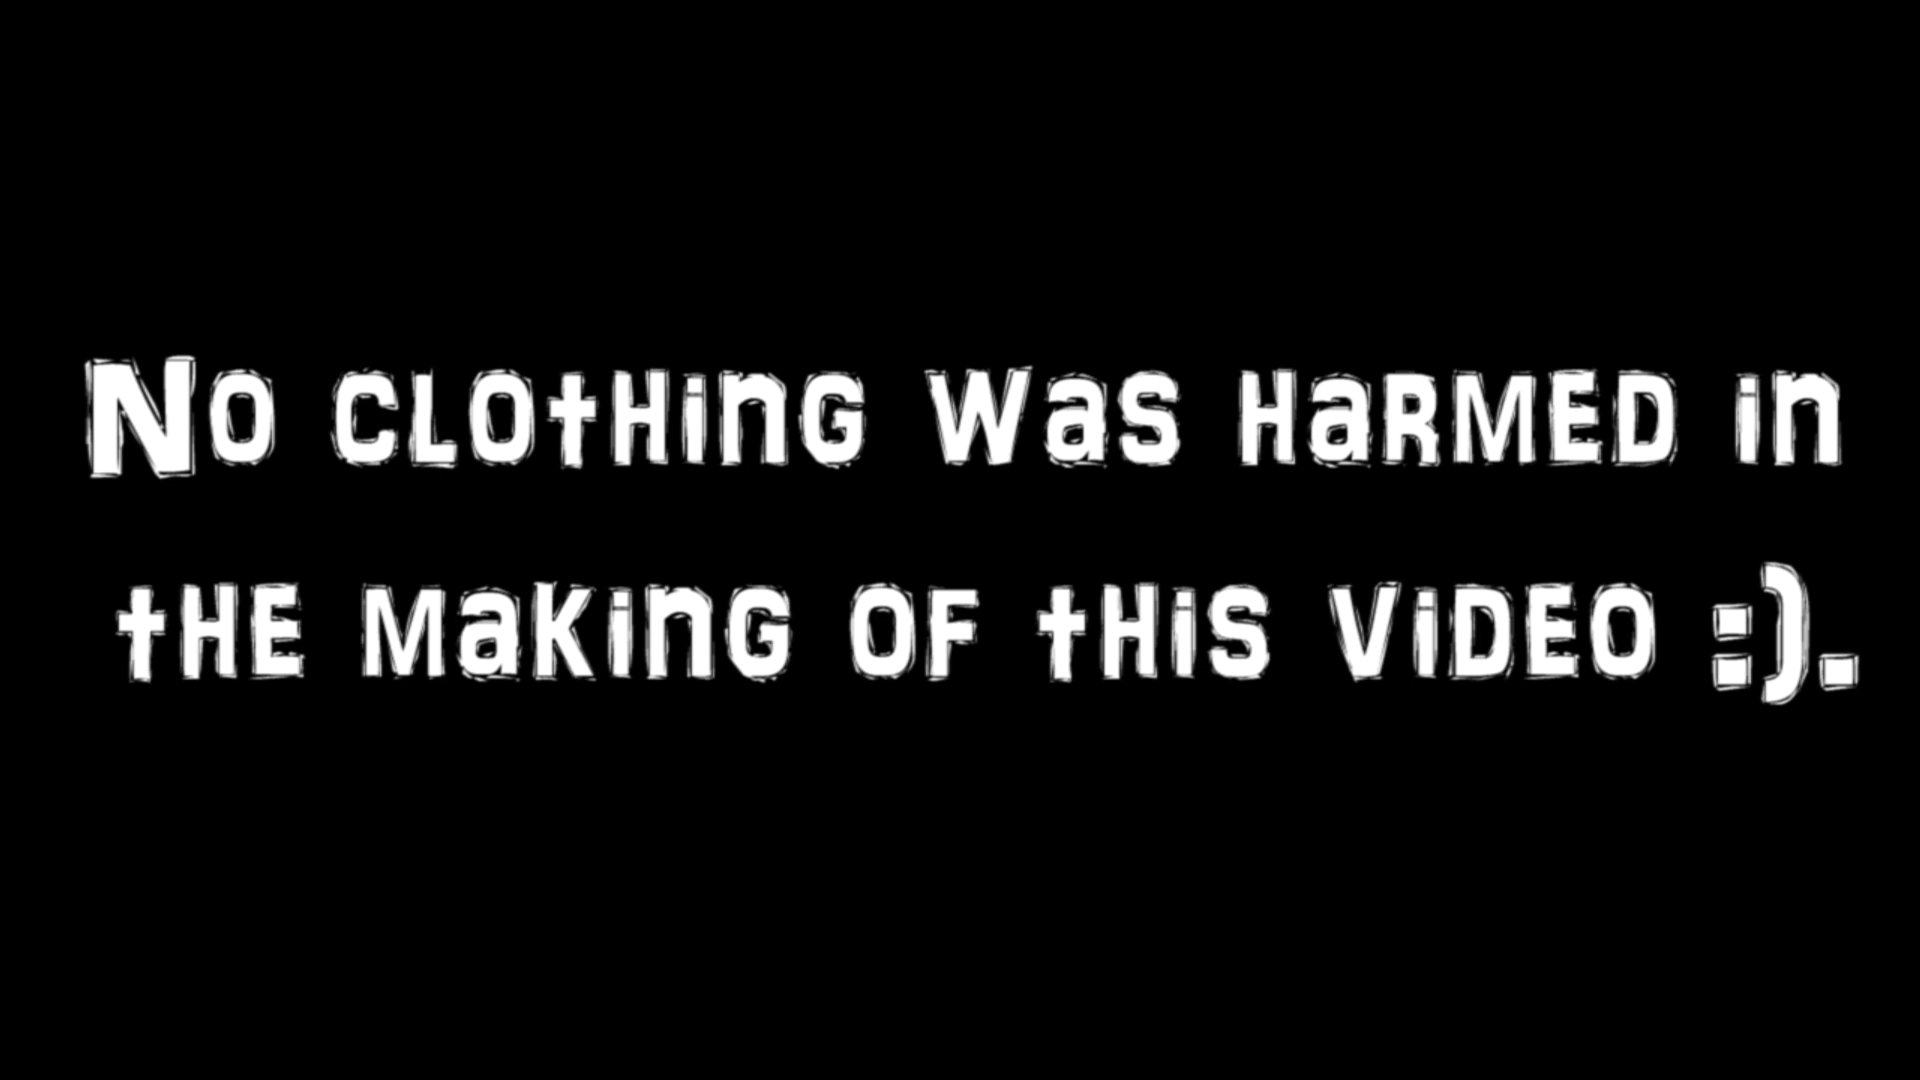 No clothing was harmed in
the making of this video :).